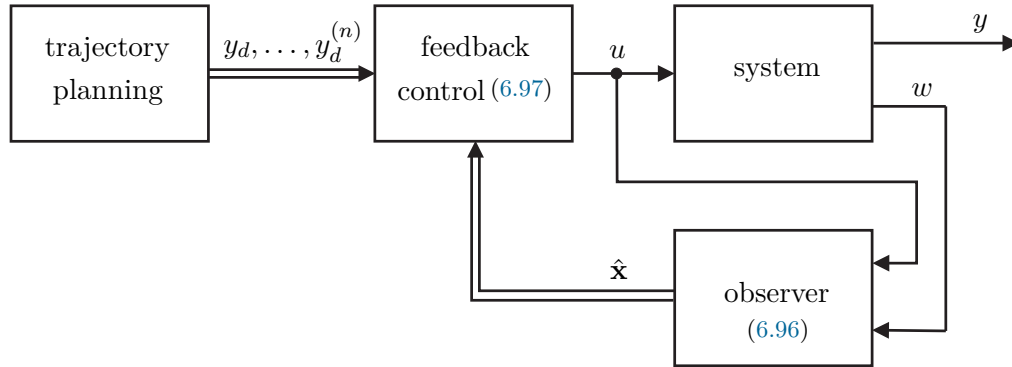 trajectory
planning
y_d, . . . , y_d^{(n)}
feedback
control (6.97)
u
system
y
w
x̂
observer
(6.96)